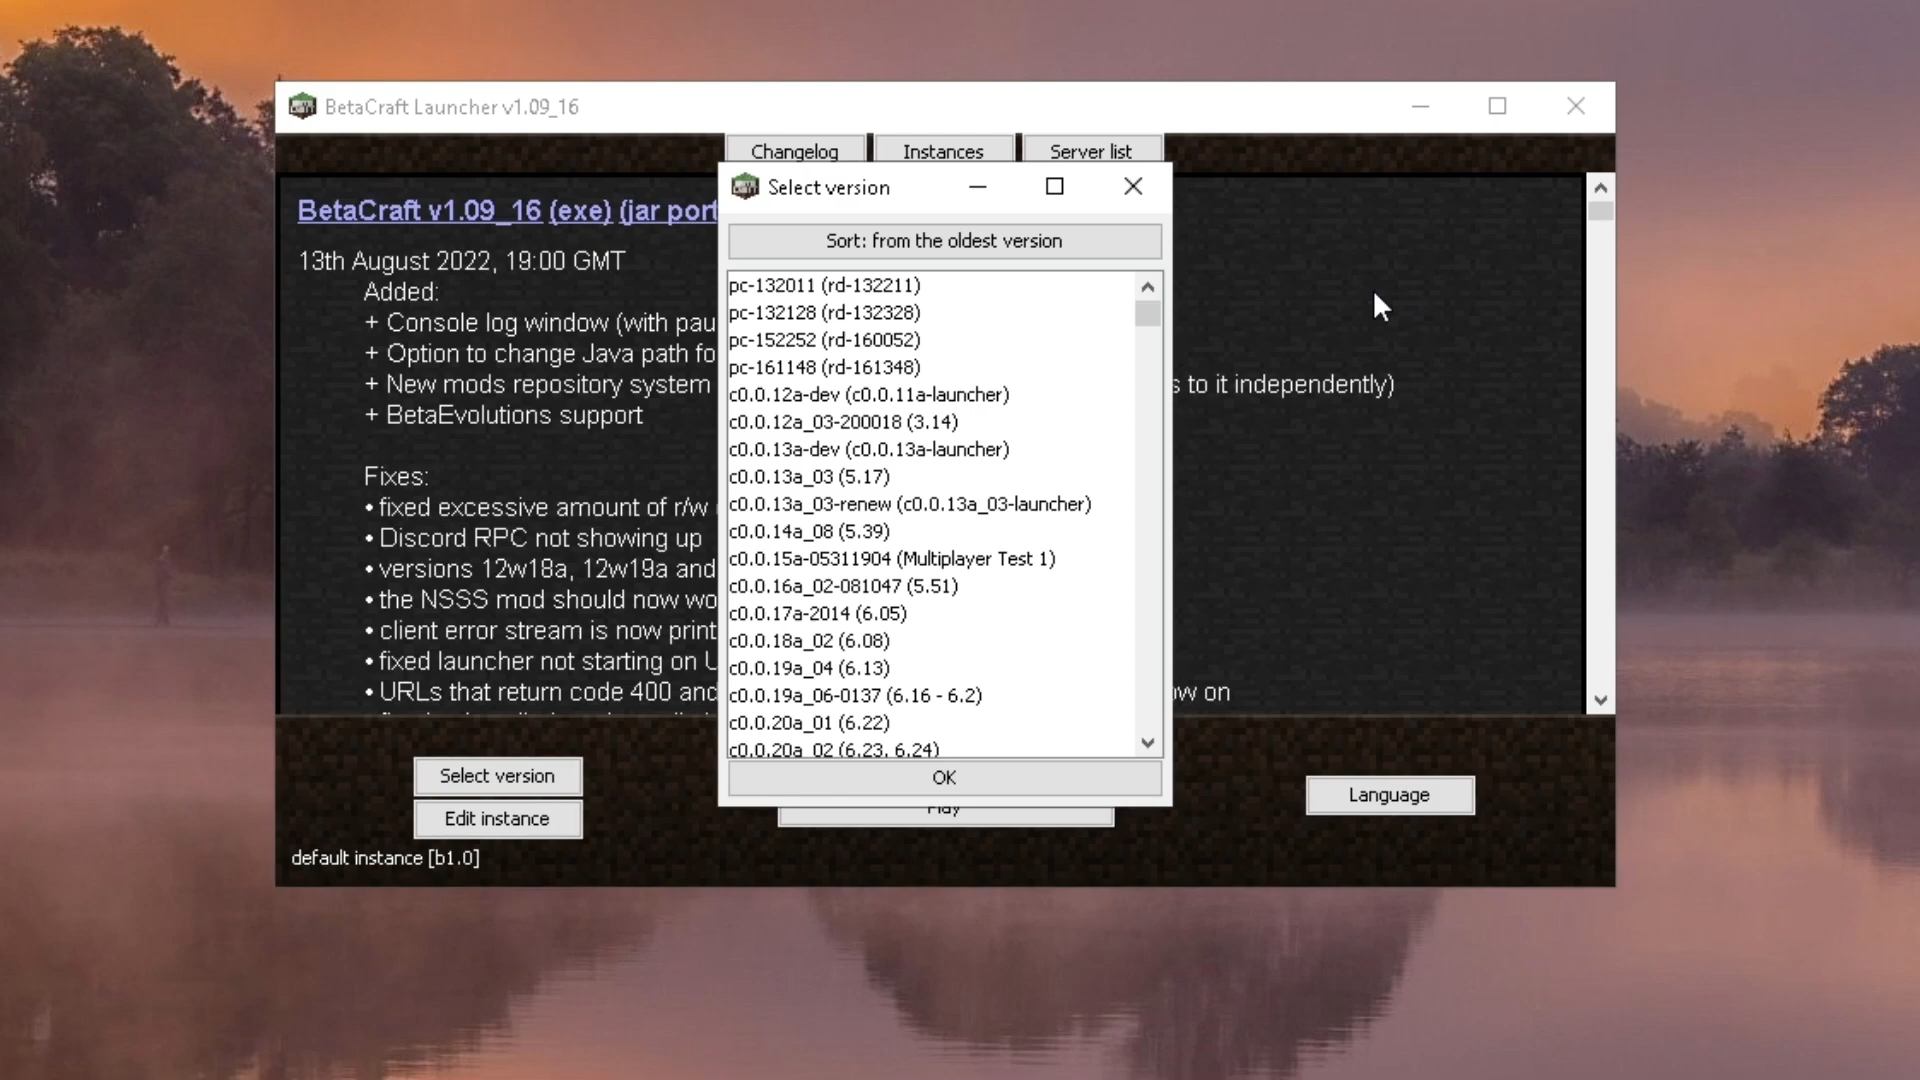 BetaCraft Launcher v1.09_16
Changelog
Instances
Server list
Select version
Sort: from the oldest version
pc-132011 (rd-132211)
pc-132128 (rd-132328)
pc-152252 (rd-160052)
pc-161148 (rd-161348)
c0.0.12a-dev (c0.0.11a-launcher)
c0.0.12a_03-200018 (3.14)
c0.0.13a-dev (c0.0.13a-launcher)
c0.0.13a_03 (5.17)
c0.0.13a_03-renew (c0.0.13a_03-launcher)
c0.0.14a_08 (5.39)
c0.0.15a-05311904 (Multiplayer Test 1)
c0.0.16a_02-081047 (5.51)
c0.0.17a-2014 (6.05)
c0.0.18a_02 (6.08)
c0.0.19a_04 (6.13)
c0.0.19a_06-0137 (6.16 - 6.2)
c0.0.20a_01 (6.22)
c0.0.20a_02 (6.23, 6.24)
OK
BetaCraft v1.09_16 (exe) (jar port
13th August 2022, 19:00 GMT
Added:
+ Console log window (with pau
+ Option to change Java path fo
+ New mods repository system s to it independently)
+ BetaEvolutions support
Fixes:
• fixed excessive amount of r/w
• Discord RPC not showing up
• versions 12w18a, 12w19a and
• the NSSS mod should now wo
• client error stream is now print
• fixed launcher not starting on
• URLs that return code 400 and ow on
Select version
Edit instance
Play
Language
default instance [b1.0]